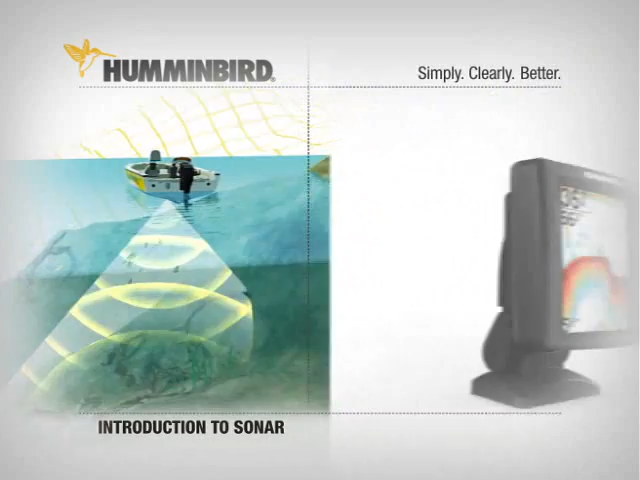 HUMMINBIRD®
Simply. Clearly. Better.
INTRODUCTION TO SONAR